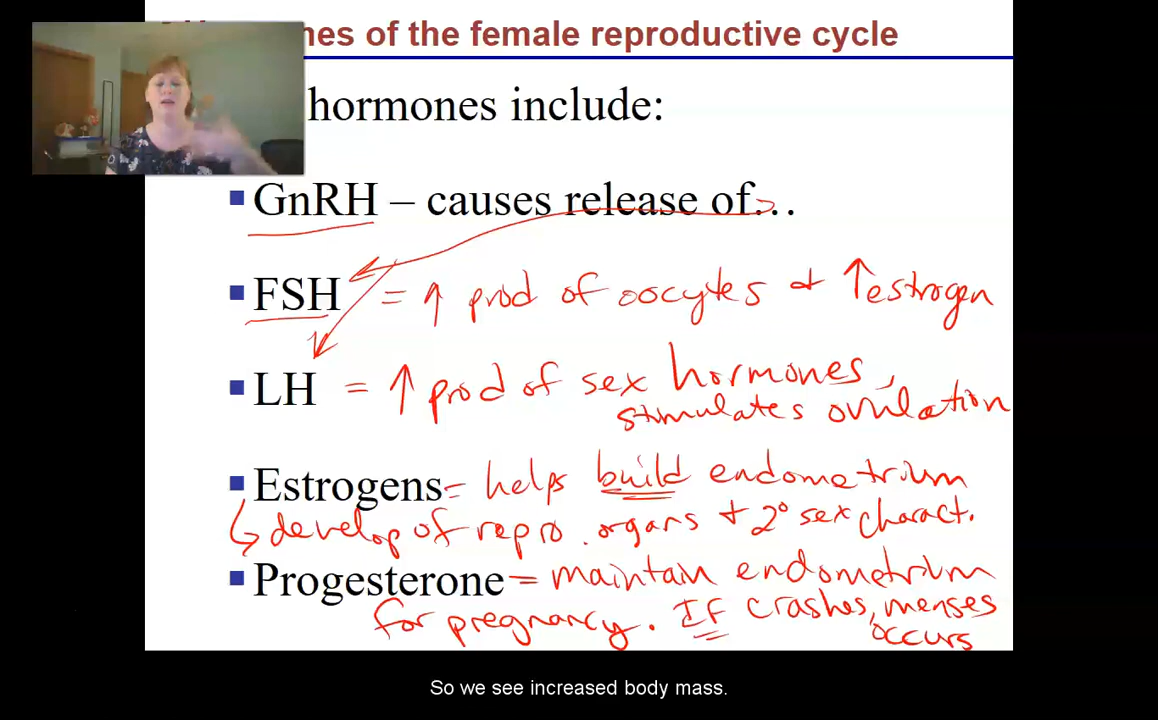 nes of the female reproductive cycle
hormones include:
GnRH – causes release of...
FSH = ↑ prod of oocytes + ↑estrogen
LH = ↑ prod of sex hormones,
stimulates ovulation
Estrogens = helps build endometrium
↳ develop of repro. organs + 2° sex charact.
Progesterone = maintain endometrium
for pregnancy. If crashes, menses
occurs
So we see increased body mass.